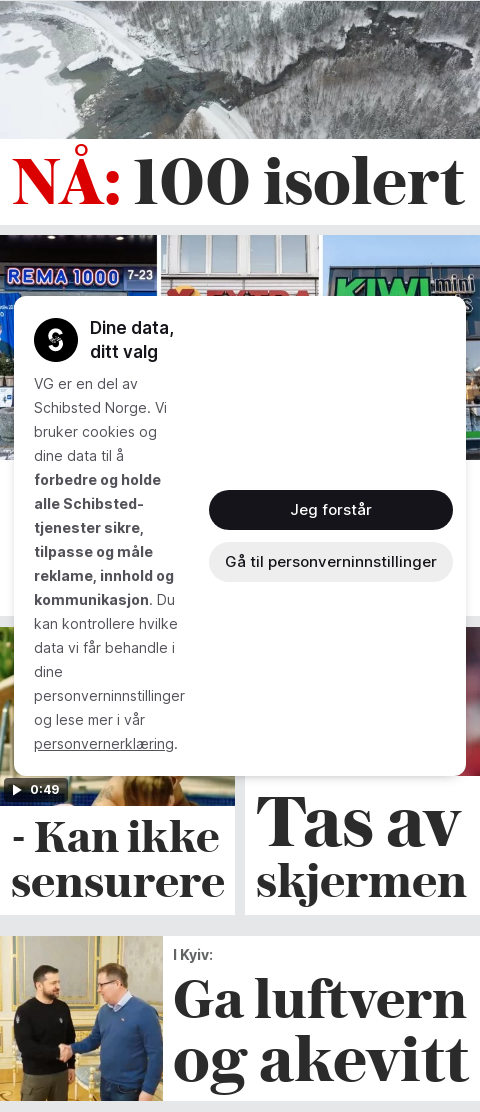 NÅ: 100 isolert
REMA 1000
7-23
EXTRA
KIWI mini
Dine data,
ditt valg
VG er en del av
Schibsted Norge. Vi
bruker cookies og
dine data til å
forbedre og holde
alle Schibsted-
tjenester sikre,
tilpasse og måle
reklame, innhold og
kommunikasjon. Du
kan kontrollere hvilke
data vi får behandle i
dine
personverninnstillinger
og lese mer i vår
personvernerklæring.
Jeg forstår
Gå til personverninnstillinger
0:49
- Kan ikke
sensurere
Tas av
skjermen
I Kyiv:
Ga luftvern
og akevitt